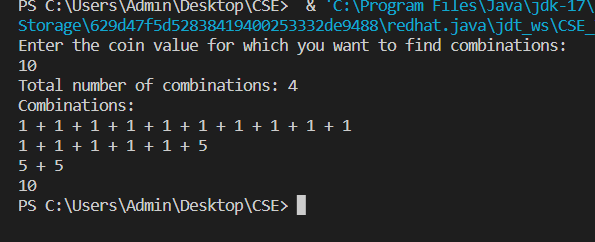 PS C:\Users\Admin\Desktop\CSE>  & 'C:\Program Files\Java\jdk-17\
Storage\629d47f5d52838419400253332de9488\redhat.java\jdt_ws\CSE_
Enter the coin value for which you want to find combinations:
10
Total number of combinations: 4
Combinations:
1 + 1 + 1 + 1 + 1 + 1 + 1 + 1 + 1 + 1
1 + 1 + 1 + 1 + 1 + 5
5 + 5
10
PS C:\Users\Admin\Desktop\CSE>